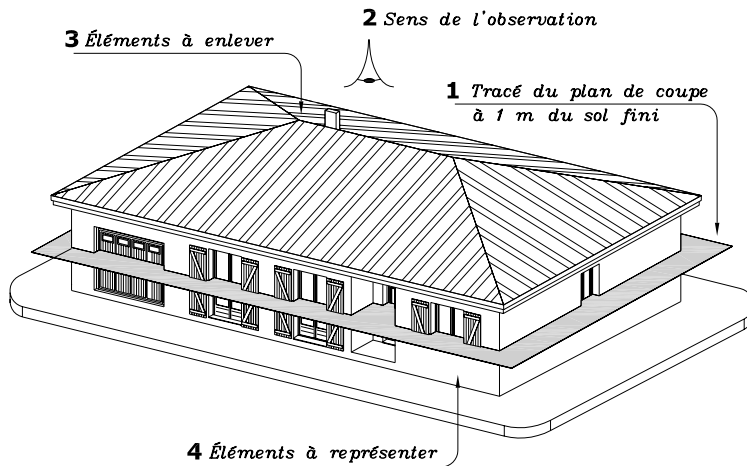 2 Sens de l'observation
3 Éléments à enlever
1 Tracé du plan de coupe
à 1 m du sol fini
4 Éléments à représenter